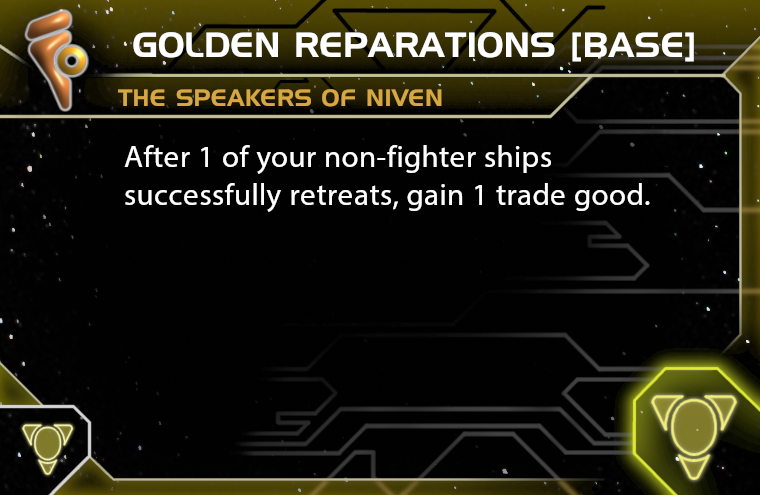 GOLDEN REPARATIONS [BASE]
THE SPEAKERS OF NIVEN
After 1 of your non-fighter ships
successfully retreats, gain 1 trade good.